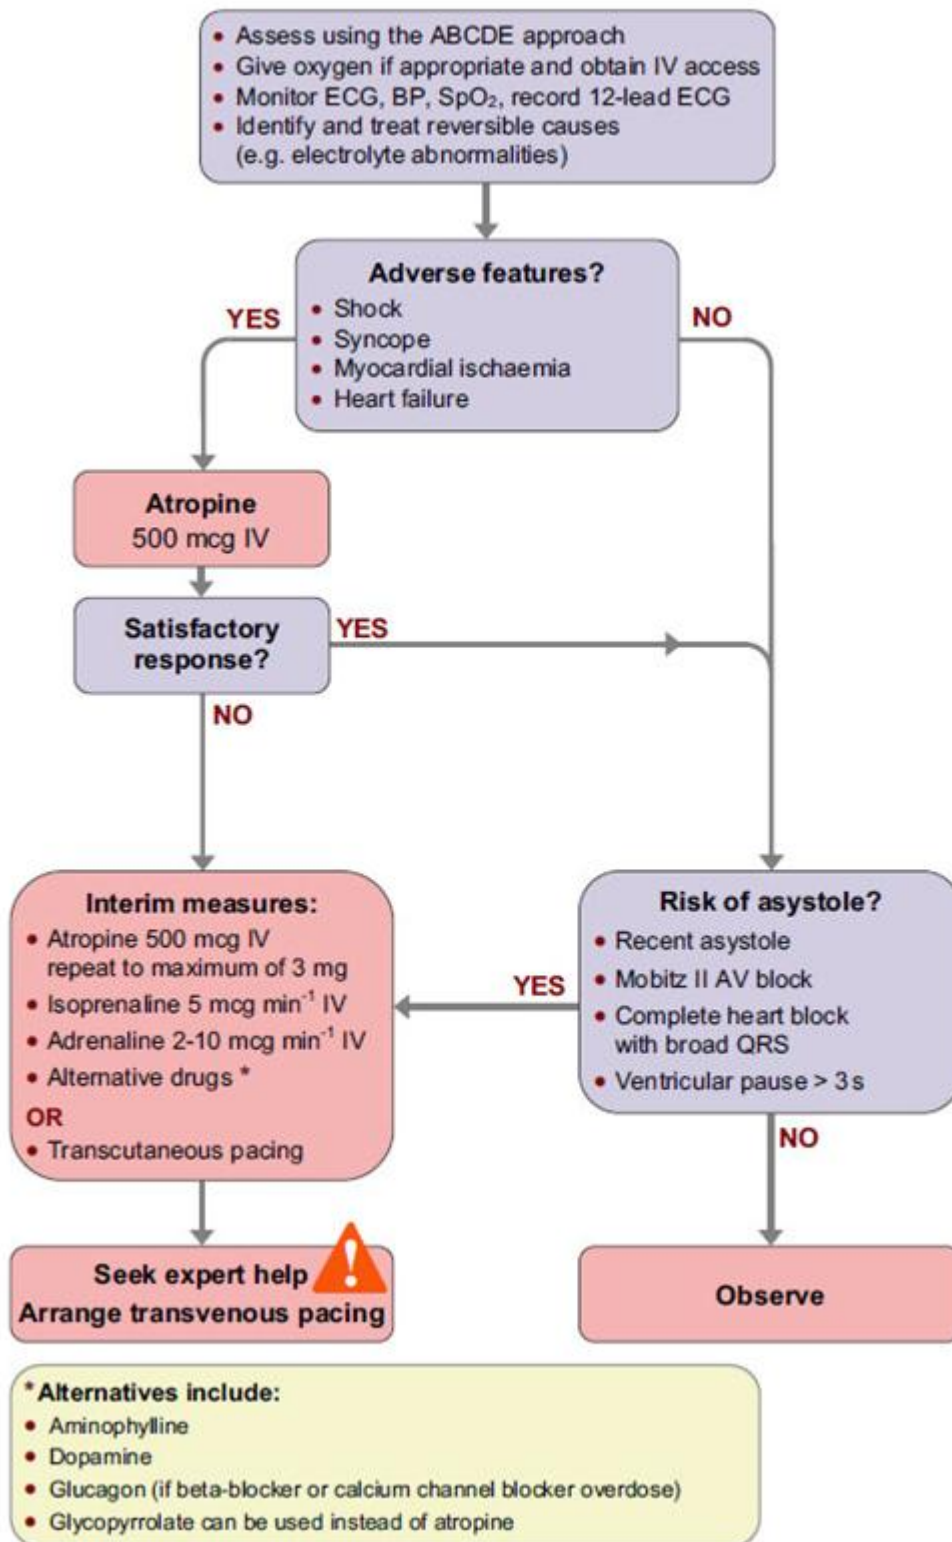 • Assess using the ABCDE approach
• Give oxygen if appropriate and obtain IV access
• Monitor ECG, BP, SpO₂, record 12-lead ECG
• Identify and treat reversible causes
(e.g. electrolyte abnormalities)
Adverse features?
• Shock
• Syncope
• Myocardial ischaemia
• Heart failure
YES
NO
Atropine
500 mcg IV
Satisfactory
response?
YES
NO
Interim measures:
• Atropine 500 mcg IV
repeat to maximum of 3 mg
• Isoprenaline 5 mcg min⁻¹ IV
• Adrenaline 2-10 mcg min⁻¹ IV
• Alternative drugs *
OR
• Transcutaneous pacing
YES
Risk of asystole?
• Recent asystole
• Mobitz II AV block
• Complete heart block
with broad QRS
• Ventricular pause > 3 s
NO
Seek expert help
Arrange transvenous pacing
!
Observe
* Alternatives include:
• Aminophylline
• Dopamine
• Glucagon (if beta-blocker or calcium channel blocker overdose)
• Glycopyrrolate can be used instead of atropine